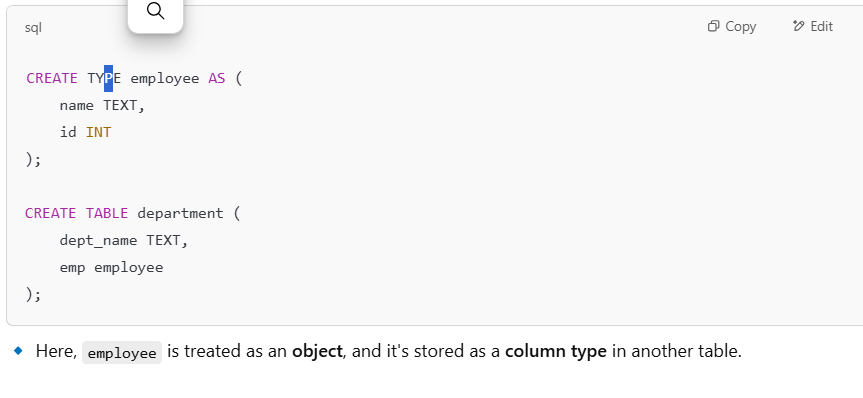 sql
Copy
Edit
CREATE TYPE employee AS (
    name TEXT,
    id INT
);
CREATE TABLE department (
    dept_name TEXT,
    emp employee
);
Here, employee is treated as an object, and it's stored as a column type in another table.